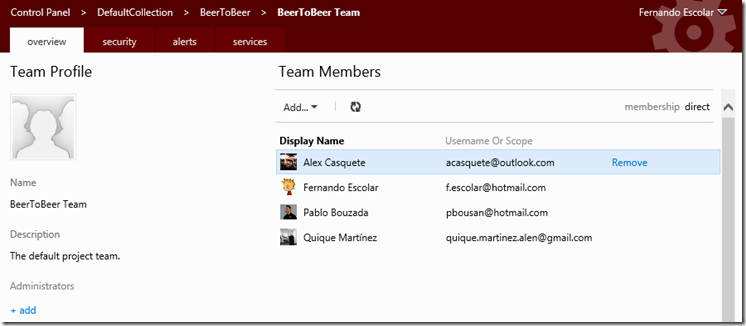 Control Panel > DefaultCollection > BeerToBeer > BeerToBeer Team Fernando Escolar
overview security alerts services
Team Profile
Name
BeerToBeer Team
Description
The default project team.
Administrators
+ add
Team Members
Add... membership direct
Display Name Username Or Scope
Alex Casquete acasquete@outlook.com Remove
Fernando Escolar f.escolar@hotmail.com
Pablo Bouzada pbousan@hotmail.com
Quique Martínez quique.martinez.alen@gmail.com